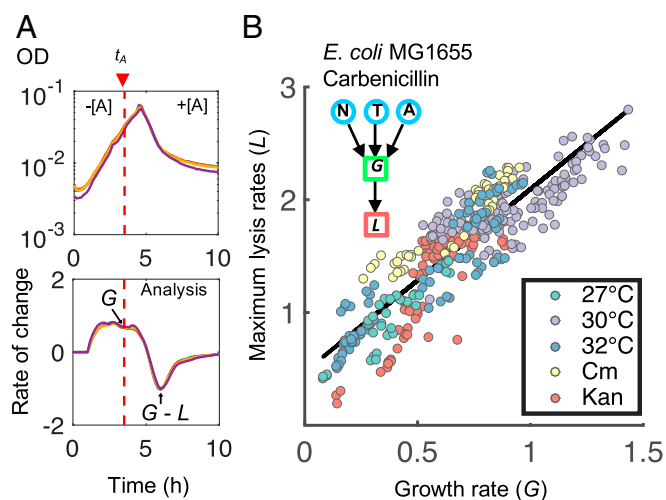 A
OD
t_A
10^-1
10^-2
10^-3
-[A]
+[A]
0 5 10
Rate of change
2
0
-2
Analysis
G
G - L
0 5 10
Time (h)
B
E. coli MG1655
Carbenicillin
N T A
G
L
Maximum lysis rates (L)
3
2
1
27°C
30°C
32°C
Cm
Kan
0 0.5 1 1.5
Growth rate (G)